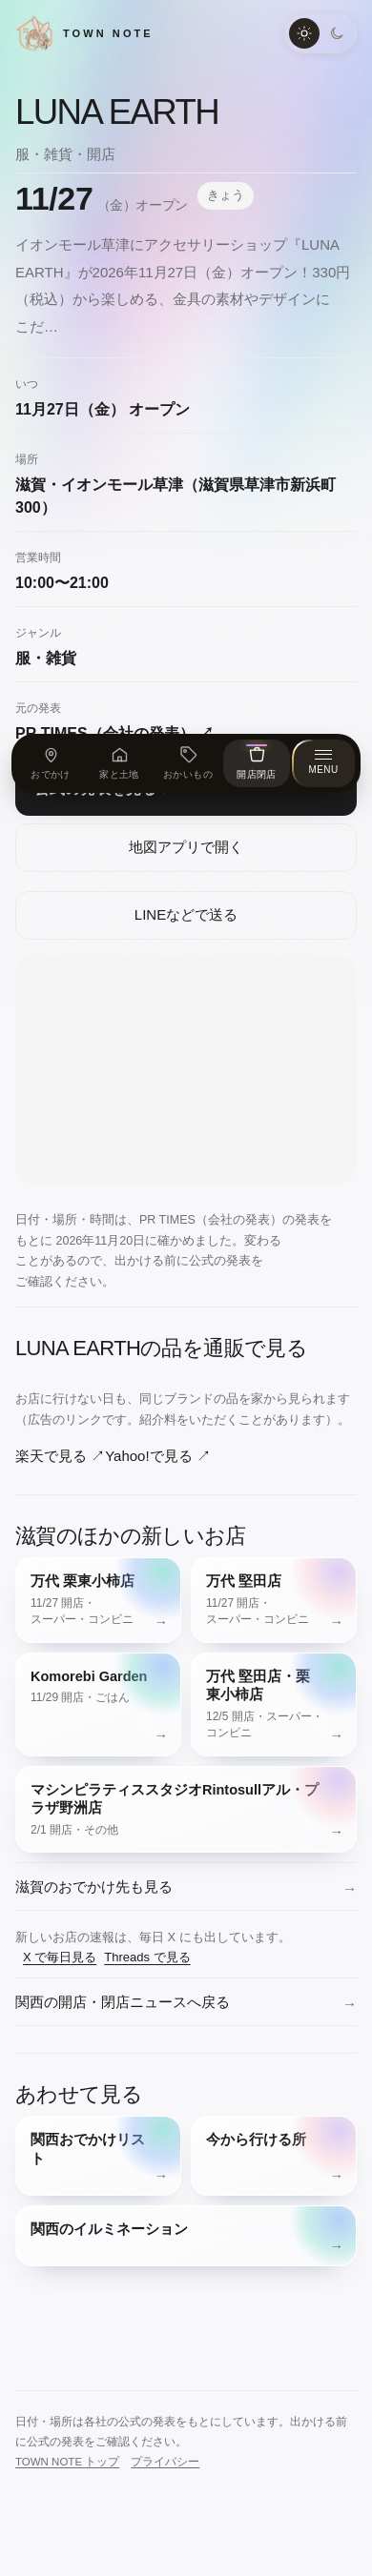 TOWN NOTE
LUNA EARTH
服・雑貨・開店
11/27 （金）オープン きょう
イオンモール草津にアクセサリーショップ『LUNA
EARTH』が2026年11月27日（金）オープン！330円
（税込）から楽しめる、金具の素材やデザインに
こだ…
いつ
11月27日（金） オープン
場所
滋賀・イオンモール草津（滋賀県草津市新浜町
300）
営業時間
10:00〜21:00
ジャンル
服・雑貨
元の発表
PR TIMES（会社の発表） ↗
おでかけ
家と土地
おかいもの
開店閉店
MENU
地図アプリで開く
LINEなどで送る
日付・場所・時間は、PR TIMES（会社の発表）の発表を
もとに 2026年11月20日に確かめました。変わる
ことがあるので、出かける前に公式の発表を
ご確認ください。
LUNA EARTHの品を通販で見る
お店に行けない日も、同じブランドの品を家から見られます
（広告のリンクです。紹介料をいただくことがあります）。
楽天で見る ↗Yahoo!で見る ↗
滋賀のほかの新しいお店
万代 栗東小柿店
11/27 開店・
スーパー・コンビニ →
万代 堅田店
11/27 開店・
スーパー・コンビニ →
Komorebi Garden
11/29 開店・ごはん
→
万代 堅田店・栗
東小柿店
12/5 開店・スーパー・
コンビニ →
マシンピラティススタジオRintosullアル・プ
ラザ野洲店
2/1 開店・その他 →
滋賀のおでかけ先も見る →
新しいお店の速報は、毎日 X にも出しています。
X で毎日見る Threads で見る
関西の開店・閉店ニュースへ戻る →
あわせて見る
関西おでかけリス
ト →
今から行ける所
→
関西のイルミネーション
→
日付・場所は各社の公式の発表をもとにしています。出かける前
に公式の発表をご確認ください。
TOWN NOTE トップ プライバシー